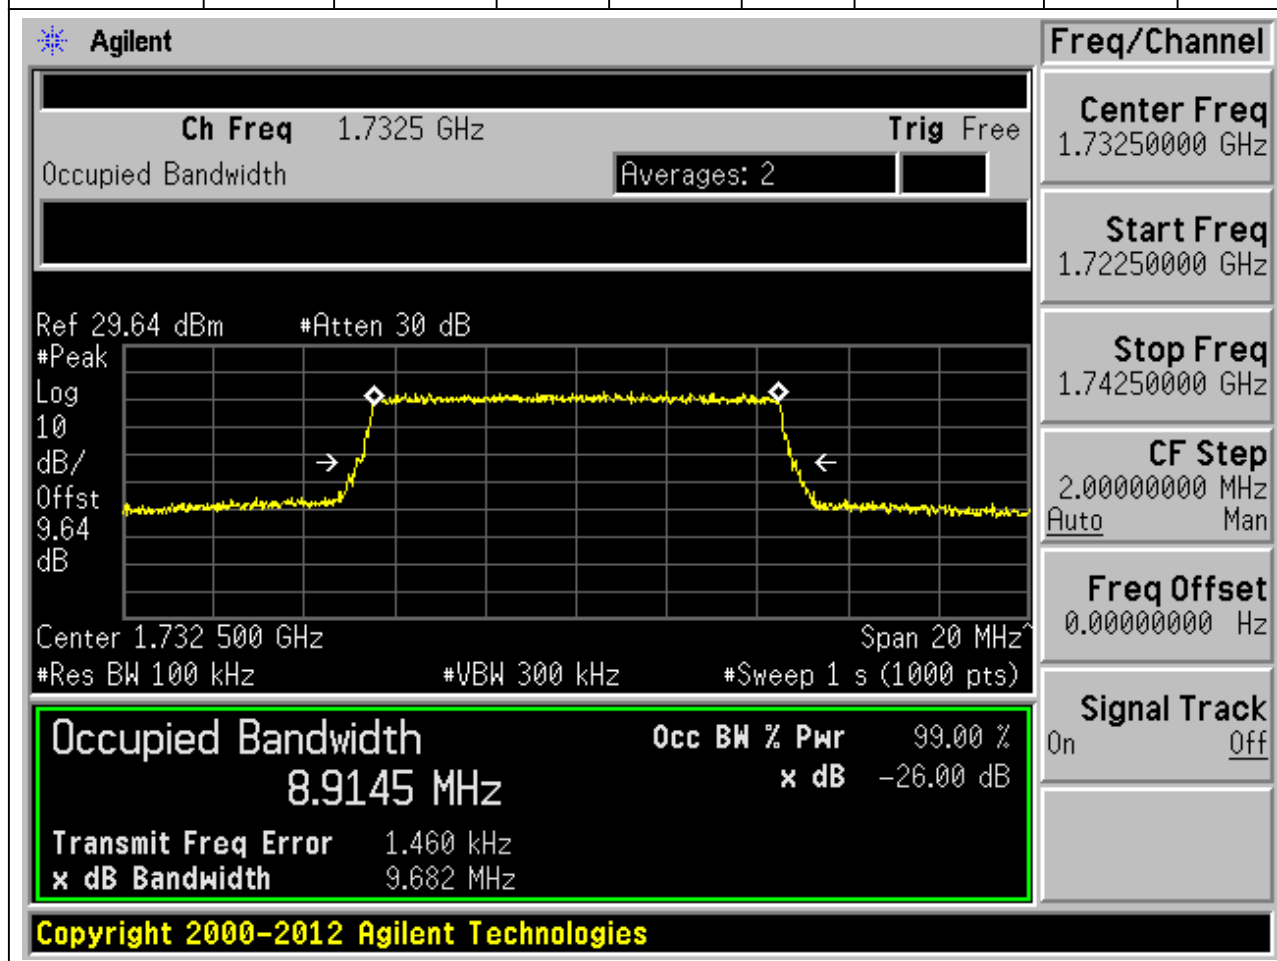 Agilent
Freq/Channel
Ch Freq 1.7325 GHz
Trig Free
Occupied Bandwidth
Averages: 2
Center Freq
1.73250000 GHz
Start Freq
1.72250000 GHz
Stop Freq
1.74250000 GHz
CF Step
2.00000000 MHz
Auto Man
Freq Offset
0.00000000 Hz
Signal Track
On Off
Ref 29.64 dBm #Atten 30 dB
#Peak
Log
10
dB/
Offst
9.64
dB
Center 1.732 500 GHz Span 20 MHz^
#Res BW 100 kHz #VBW 300 kHz #Sweep 1 s (1000 pts)
Occupied Bandwidth
8.9145 MHz
Occ BW % Pwr 99.00 %
x dB -26.00 dB
Transmit Freq Error 1.460 kHz
x dB Bandwidth 9.682 MHz
Copyright 2000-2012 Agilent Technologies